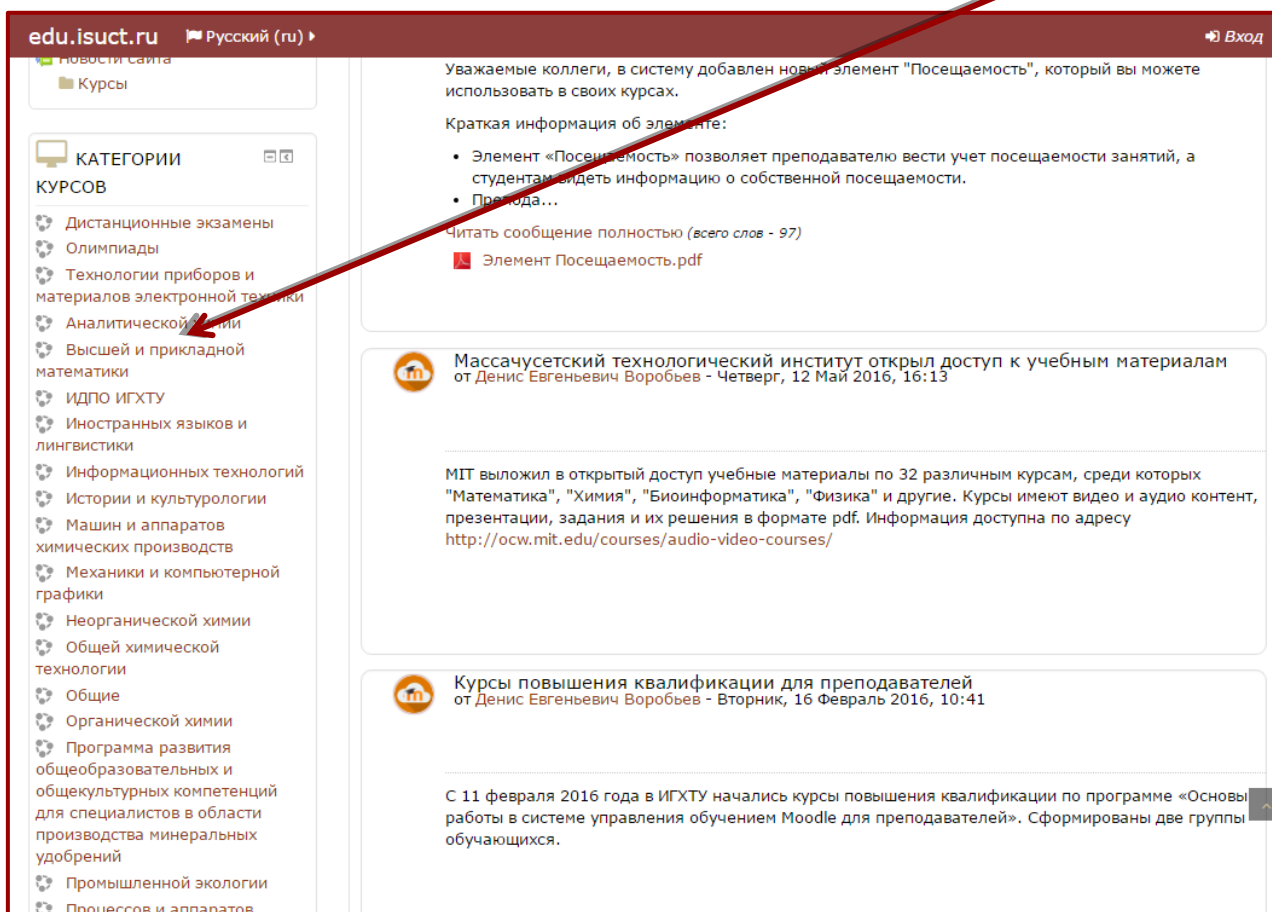 edu.isuct.ru Русский (ru) Вход
Новости сайта
Курсы
КАТЕГОРИИ
КУРСОВ
Дистанционные экзамены
Олимпиады
Технологии приборов и
материалов электронной техники
Аналитической химии
Высшей и прикладной
математики
ИДПО ИГХТУ
Иностранных языков и
лингвистики
Информационных технологий
Истории и культурологии
Машин и аппаратов
химических производств
Механики и компьютерной
графики
Неорганической химии
Общей химической
технологии
Общие
Органической химии
Программа развития
общеобразовательных и
общекультурных компетенций
для специалистов в области
производства минеральных
удобрений
Промышленной экологии
Процессов и аппаратов
Уважаемые коллеги, в систему добавлен новый элемент "Посещаемость", который вы можете
использовать в своих курсах.
Краткая информация об элементе:
• Элемент «Посещаемость» позволяет преподавателю вести учет посещаемости занятий, а
студентам видеть информацию о собственной посещаемости.
• Препода...
Читать сообщение полностью (всего слов - 97)
Элемент Посещаемость.pdf
Массачусетский технологический институт открыл доступ к учебным материалам
от Денис Евгеньевич Воробьев - Четверг, 12 Май 2016, 16:13
MIT выложил в открытый доступ учебные материалы по 32 различным курсам, среди которых
"Математика", "Химия", "Биоинформатика", "Физика" и другие. Курсы имеют видео и аудио контент,
презентации, задания и их решения в формате pdf. Информация доступна по адресу
http://ocw.mit.edu/courses/audio-video-courses/
Курсы повышения квалификации для преподавателей
от Денис Евгеньевич Воробьев - Вторник, 16 Февраль 2016, 10:41
С 11 февраля 2016 года в ИГХТУ начались курсы повышения квалификации по программе «Основы
работы в системе управления обучением Moodle для преподавателей». Сформированы две группы
обучающихся.